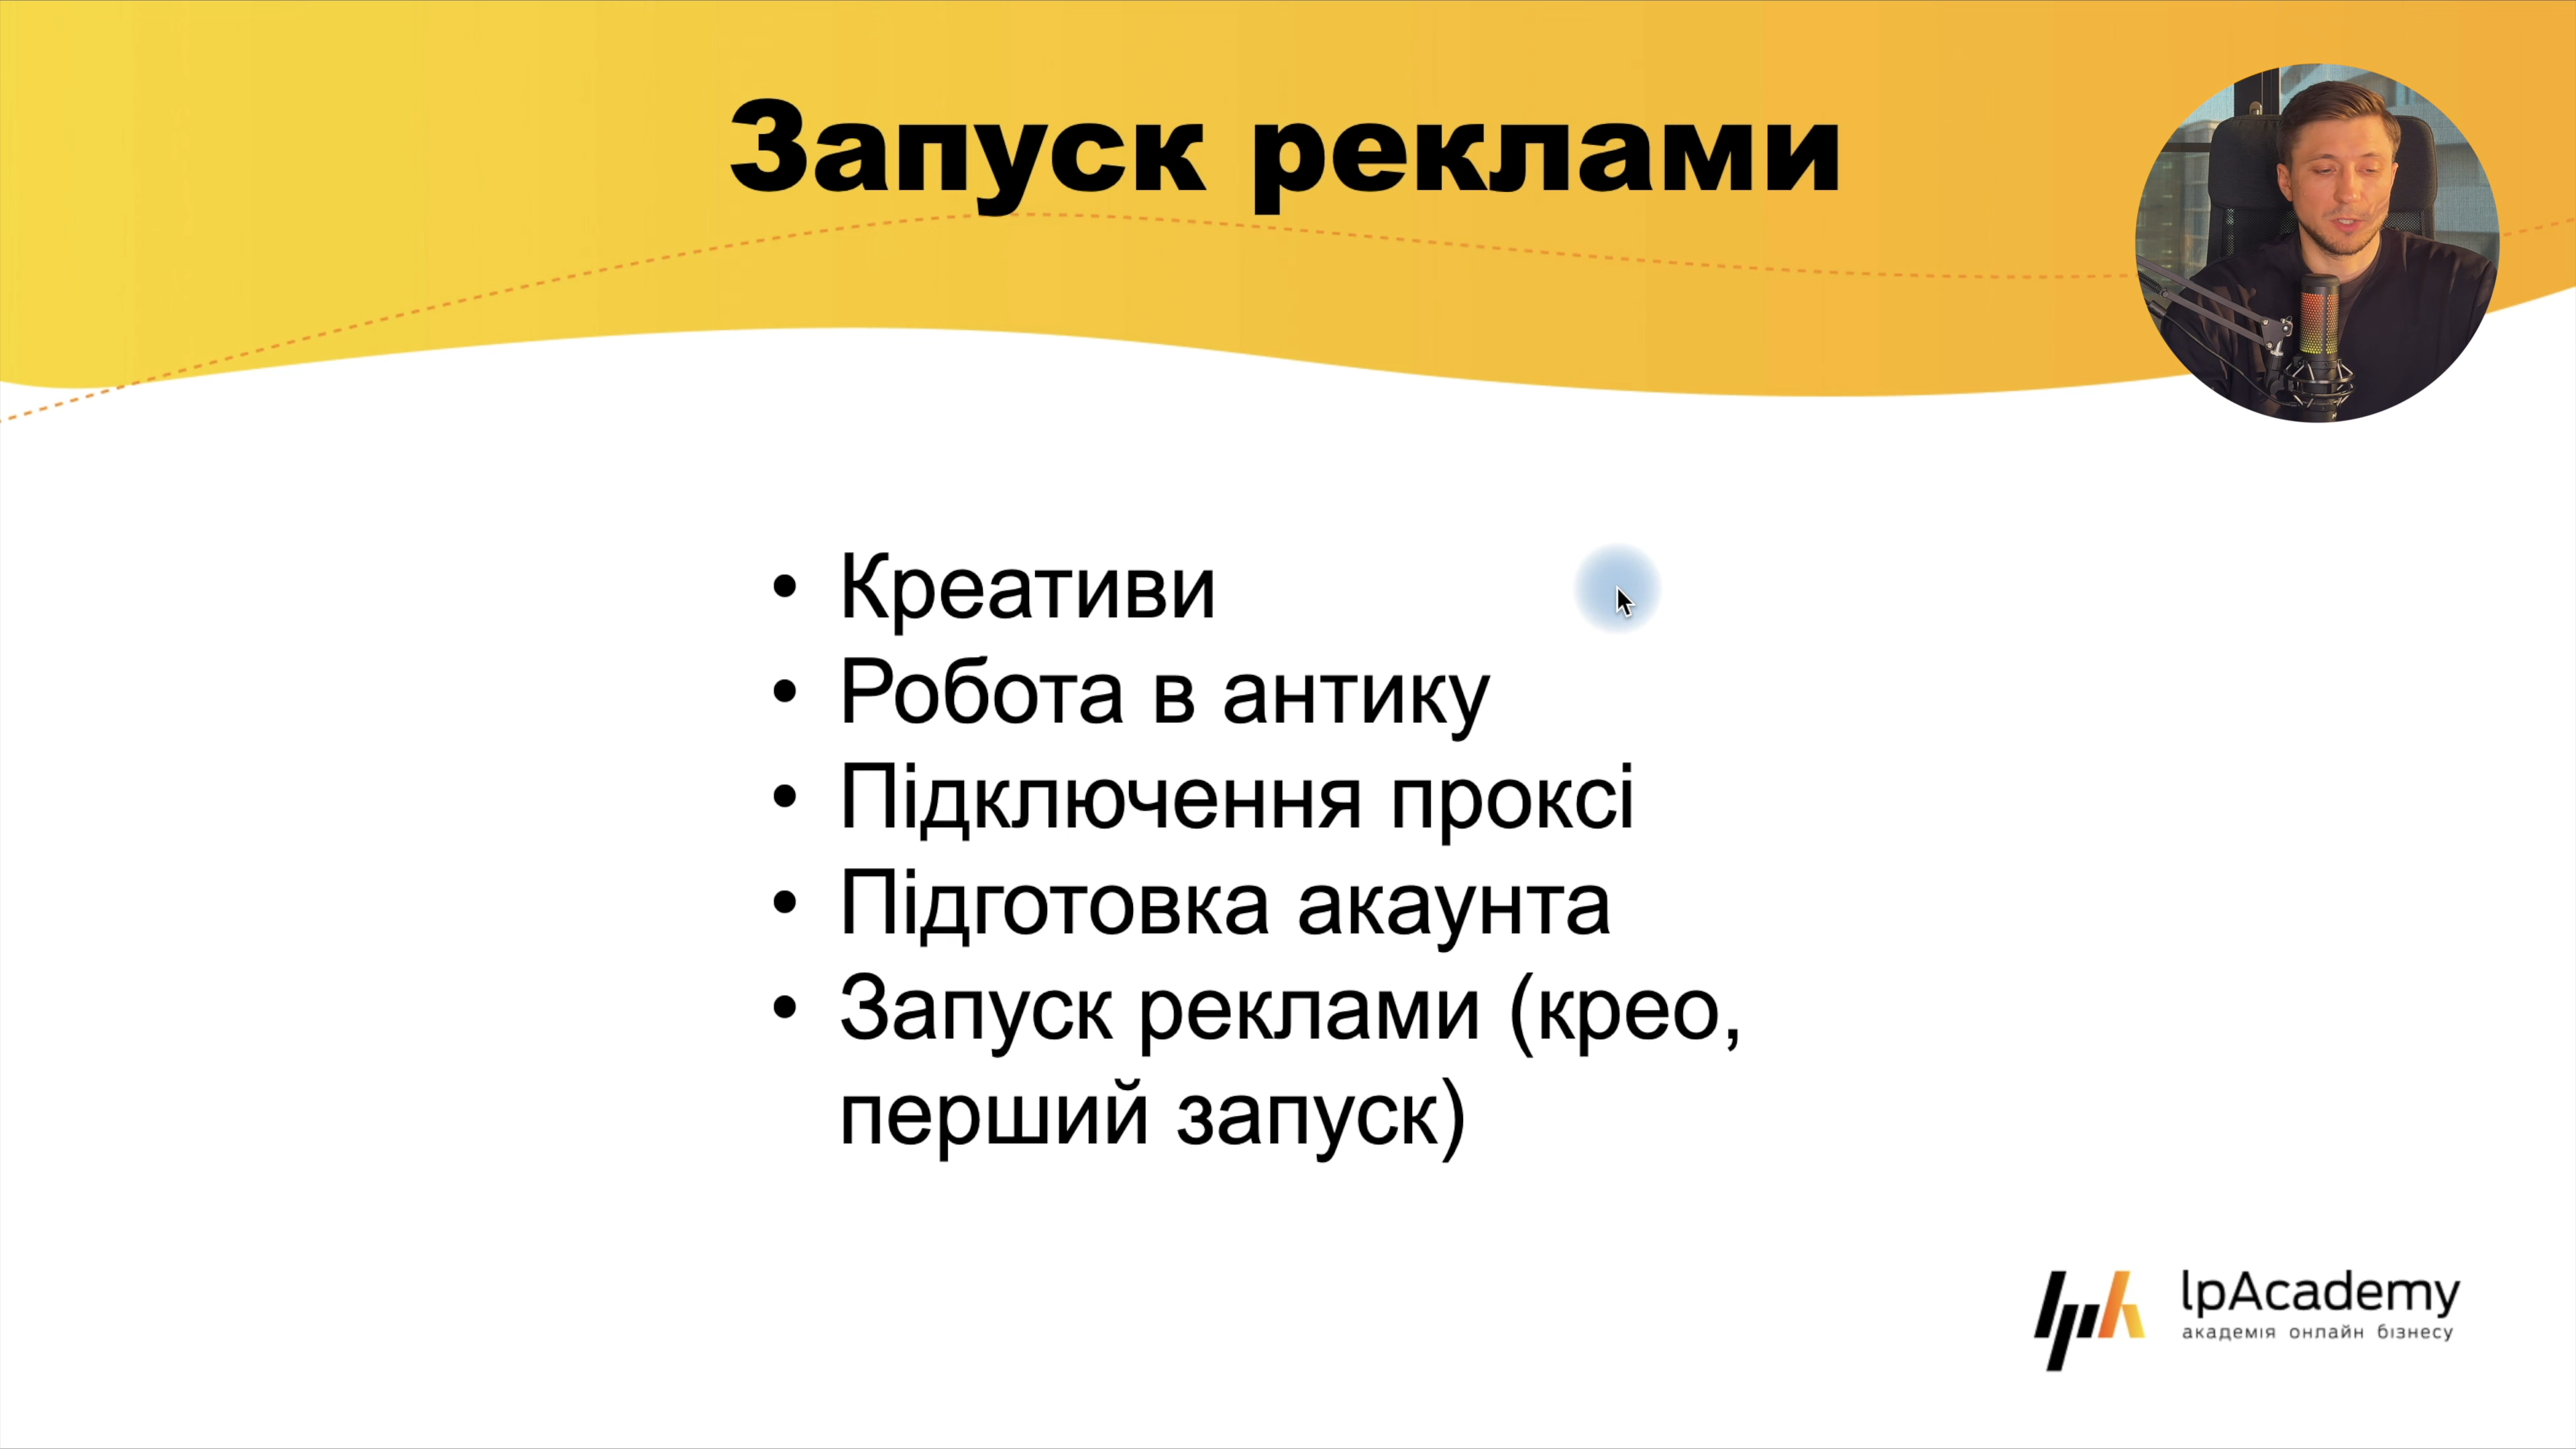 Запуск реклами
• Креативи
• Робота в антику
• Підключення проксі
• Підготовка акаунта
• Запуск реклами (крео,
перший запуск)
lpAcademy
академія онлайн бізнесу